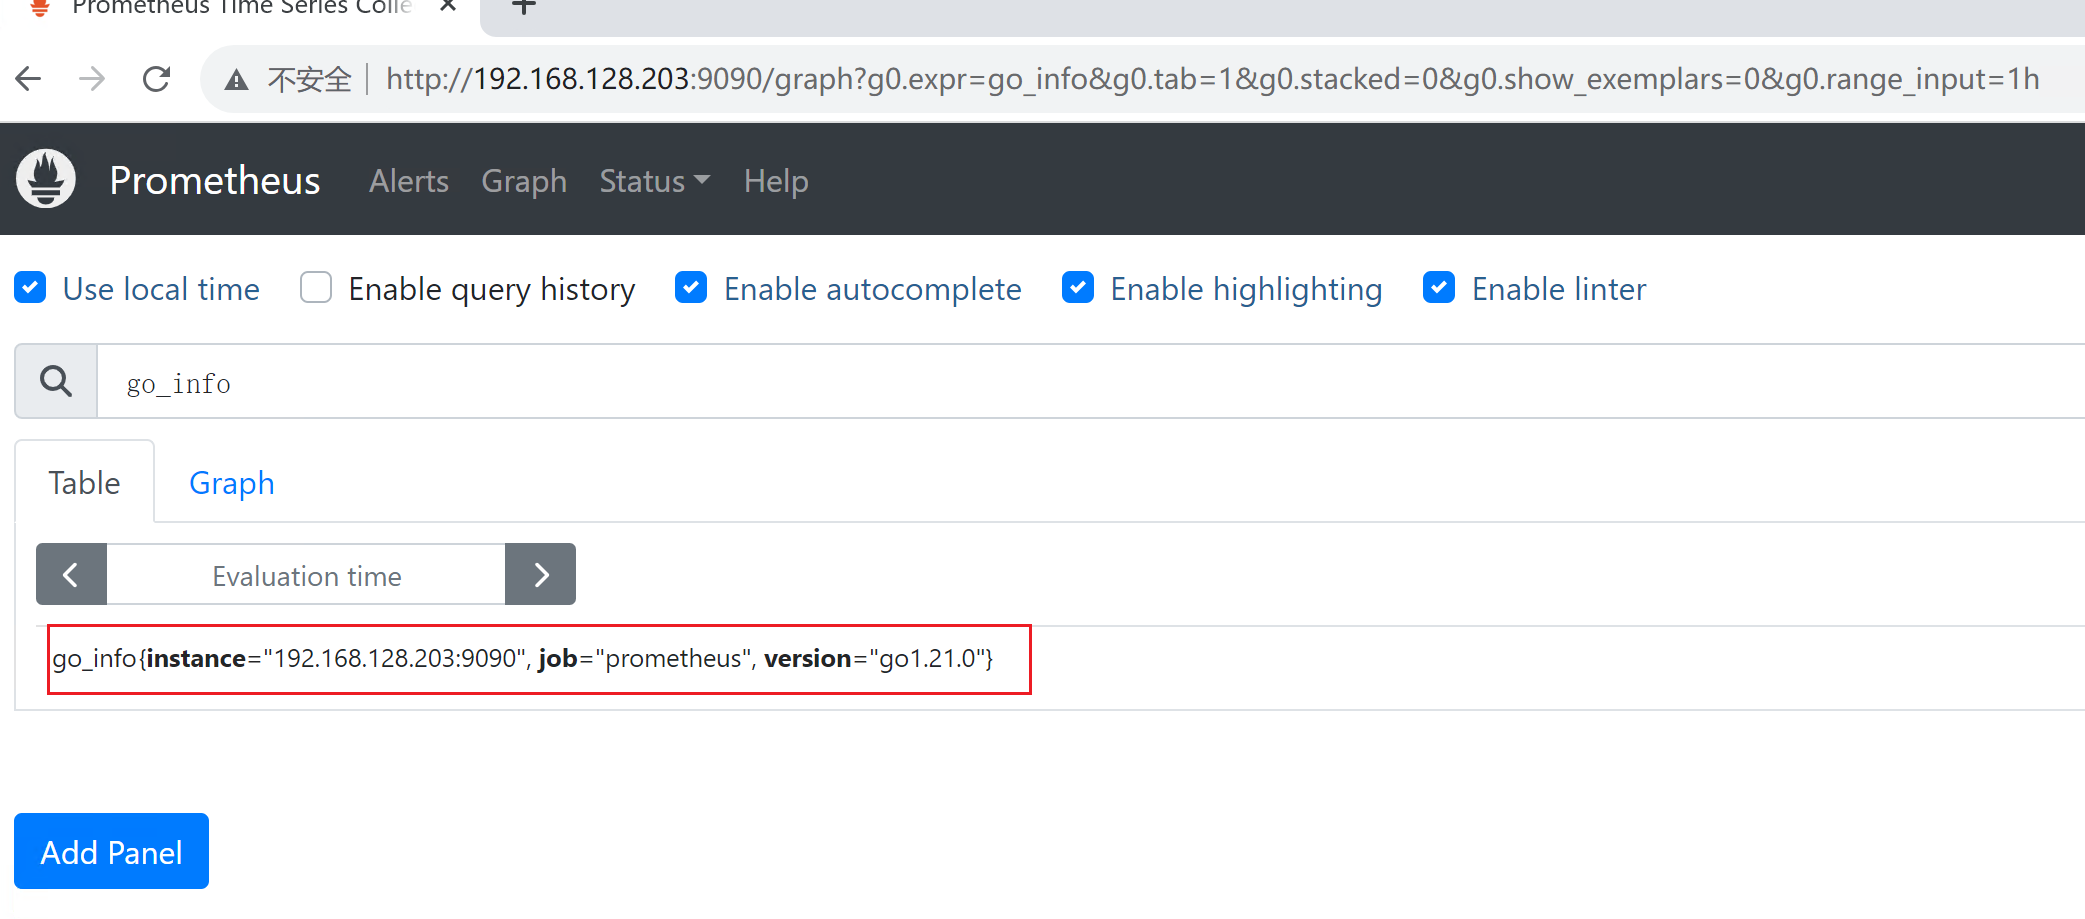 Prometheus Time Series Colle
不安全 http://192.168.128.203:9090/graph?g0.expr=go_info&g0.tab=1&g0.stacked=0&g0.show_exemplars=0&g0.range_input=1h
Prometheus Alerts Graph Status Help
Use local time Enable query history Enable autocomplete Enable highlighting Enable linter
go_info
Table Graph
Evaluation time
go_info{instance="192.168.128.203:9090", job="prometheus", version="go1.21.0"}
Add Panel